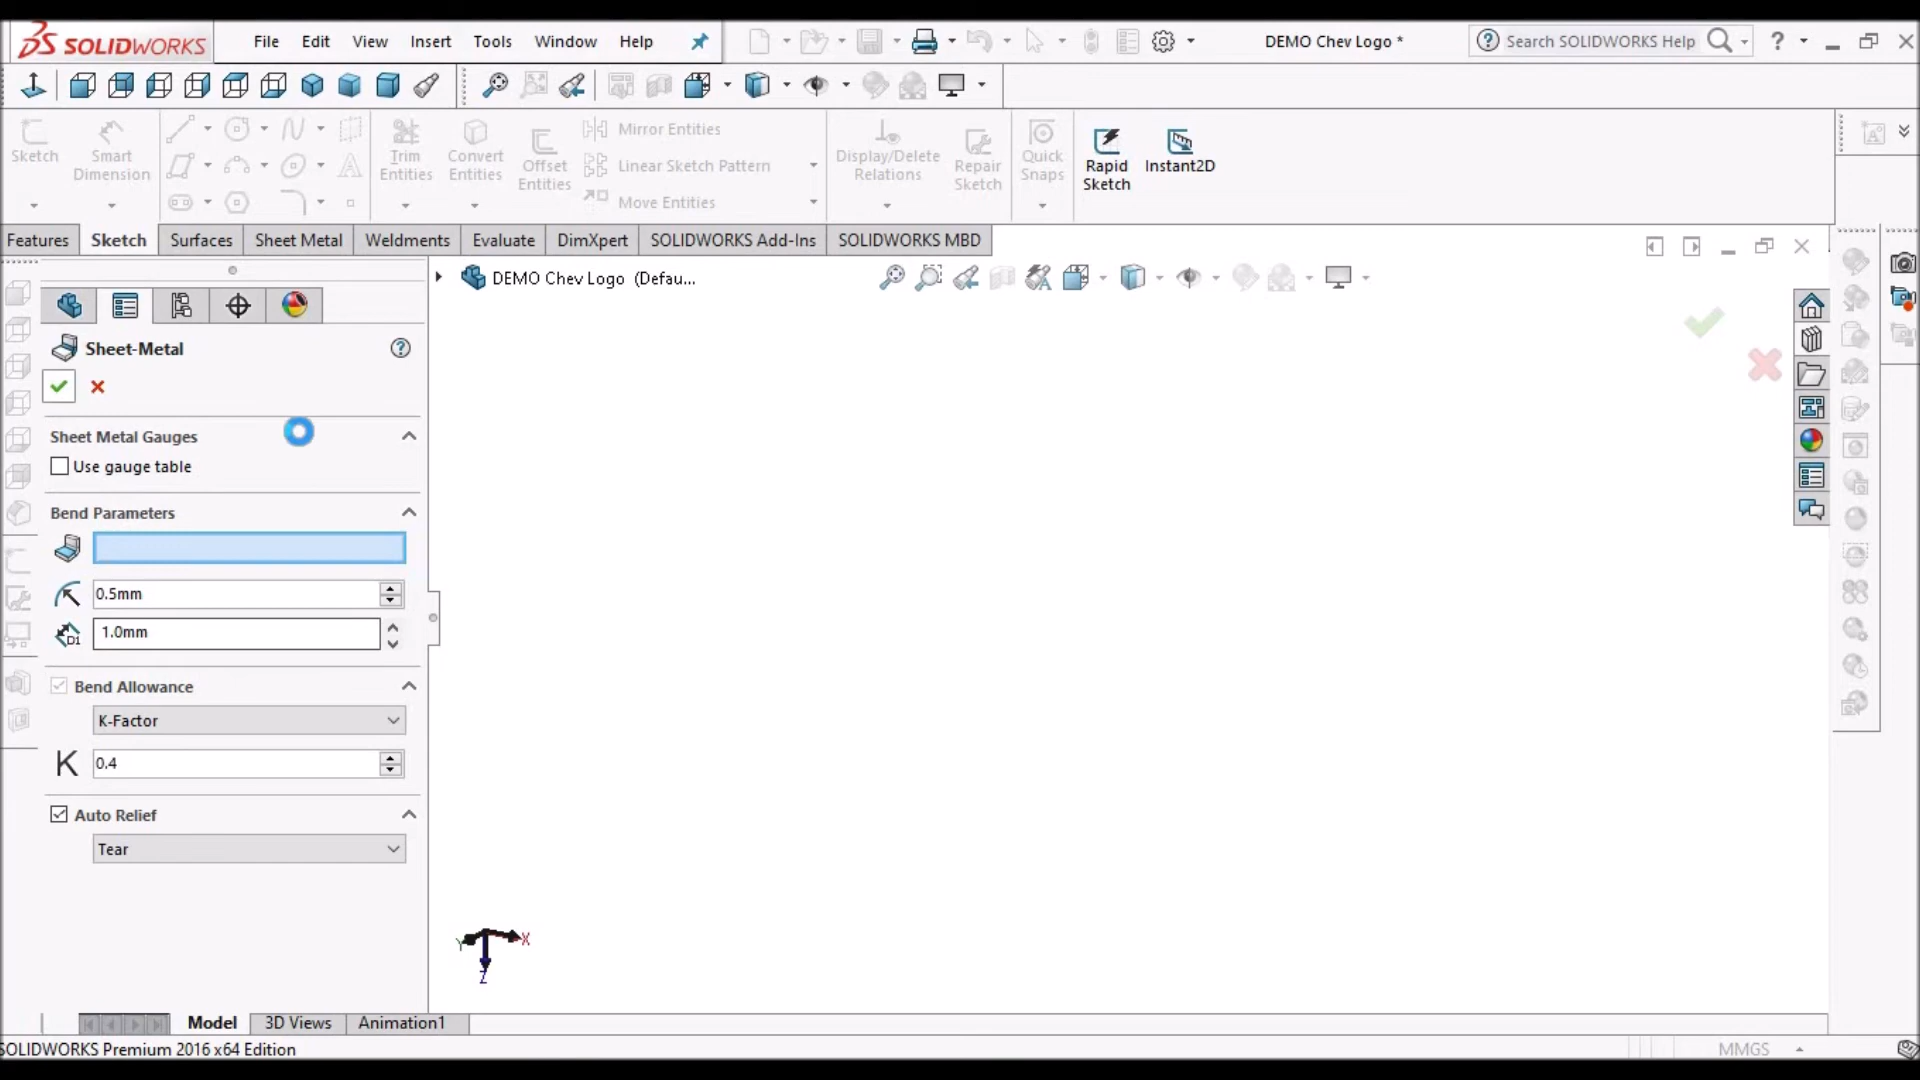 SOLIDWORKS
File
Edit
View
Insert
Tools
Window
Help
DEMO Chev Logo *
Search SOLIDWORKS Help
?
Sketch
Smart Dimension
Trim Entities
Convert Entities
Offset Entities
Mirror Entities
Linear Sketch Pattern
Move Entities
Display/Delete Relations
Repair Sketch
Quick Snaps
Rapid Sketch
Instant2D
Features
Sketch
Surfaces
Sheet Metal
Weldments
Evaluate
DimXpert
SOLIDWORKS Add-Ins
SOLIDWORKS MBD
DEMO Chev Logo (Defau...
Sheet-Metal
?
Sheet Metal Gauges
Use gauge table
Bend Parameters
0.5mm
D1
1.0mm
Bend Allowance
K-Factor
K
0.4
Auto Relief
Tear
Y
X
Z
Model
3D Views
Animation1
SOLIDWORKS Premium 2016 x64 Edition
MMGS